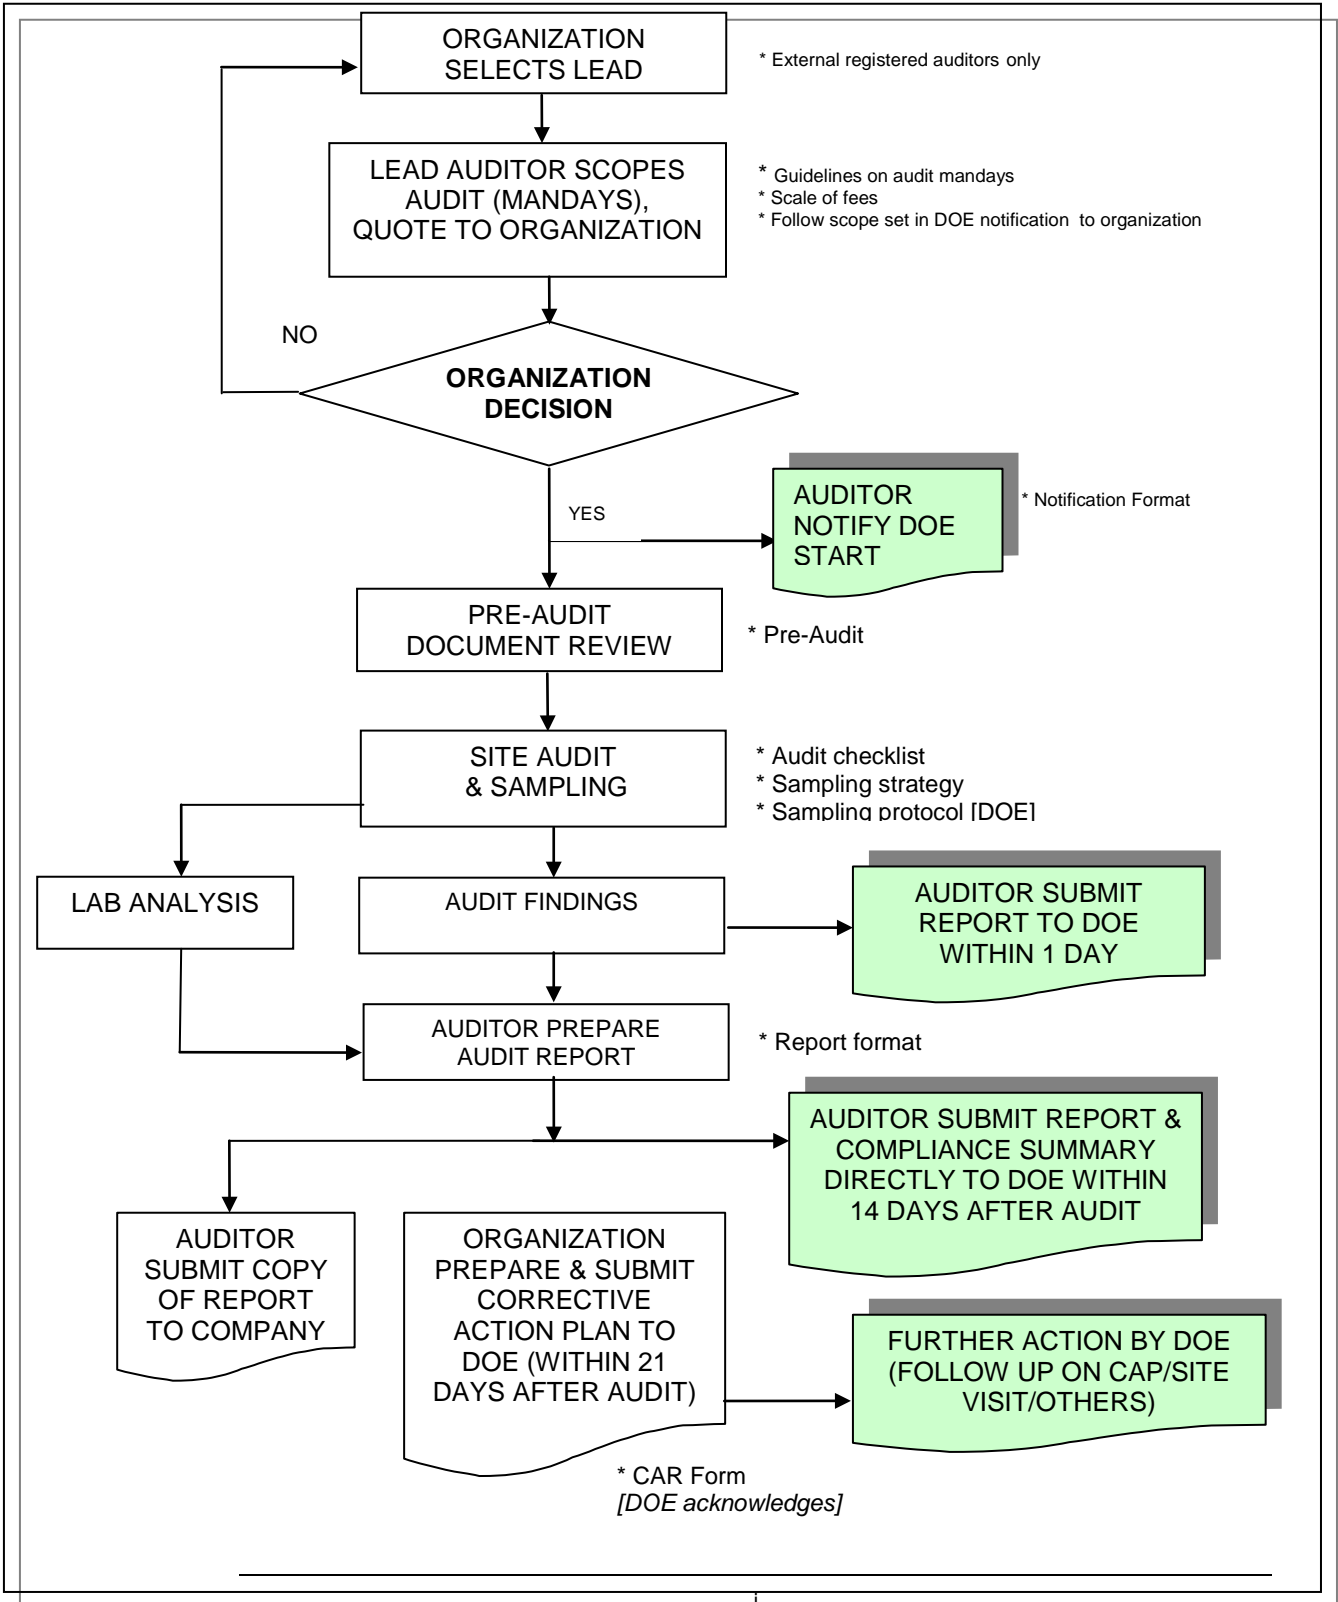 ORGANIZATION
SELECTS LEAD
* External registered auditors only
LEAD AUDITOR SCOPES
AUDIT (MANDAYS),
QUOTE TO ORGANIZATION
* Guidelines on audit mandays
* Scale of fees
* Follow scope set in DOE notification to organization
NO
ORGANIZATION
DECISION
YES
AUDITOR
NOTIFY DOE
START
* Notification Format
PRE-AUDIT
DOCUMENT REVIEW
* Pre-Audit
SITE AUDIT
& SAMPLING
* Audit checklist
* Sampling strategy
* Sampling protocol [DOE]
LAB ANALYSIS
AUDIT FINDINGS
AUDITOR SUBMIT
REPORT TO DOE
WITHIN 1 DAY
AUDITOR PREPARE
AUDIT REPORT
* Report format
AUDITOR SUBMIT REPORT &
COMPLIANCE SUMMARY
DIRECTLY TO DOE WITHIN
14 DAYS AFTER AUDIT
AUDITOR
SUBMIT COPY
OF REPORT
TO COMPANY
ORGANIZATION
PREPARE & SUBMIT
CORRECTIVE
ACTION PLAN TO
DOE (WITHIN 21
DAYS AFTER AUDIT)
FURTHER ACTION BY DOE
(FOLLOW UP ON CAP/SITE
VISIT/OTHERS)
* CAR Form
[DOE acknowledges]